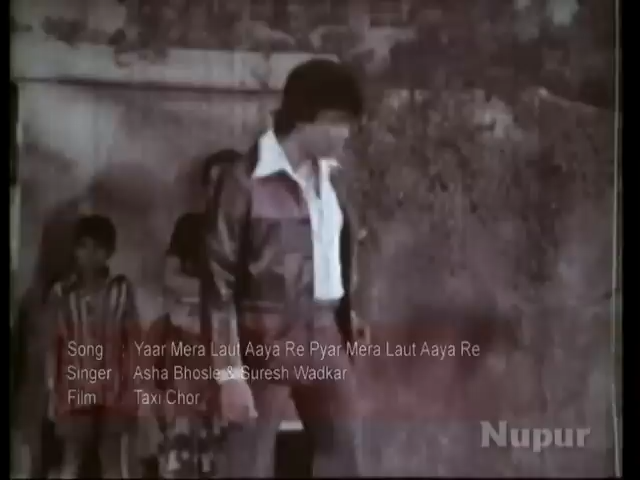 Song : Yaar Mera Laut Aaya Re Pyar Mera Laut Aaya Re
Singer : Asha Bhosle & Suresh Wadkar
Film : Taxi Chor
Nupur